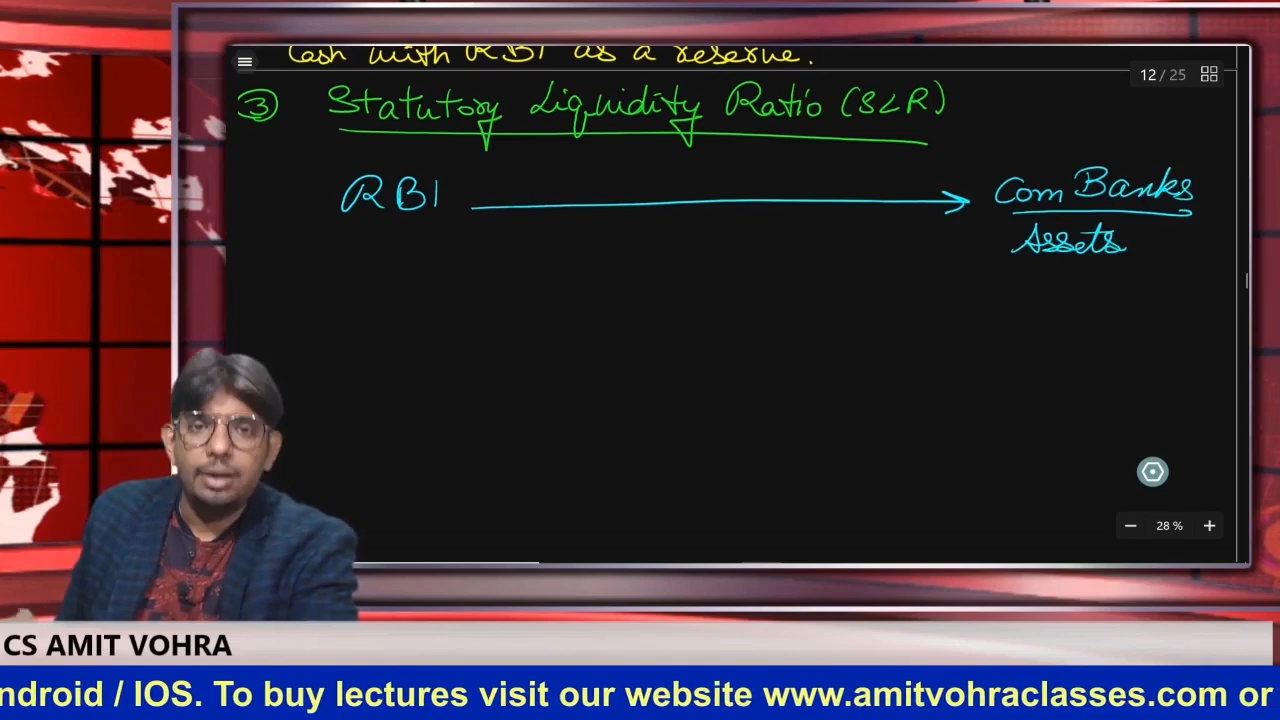 Cash with RBI as a reserve.
12 / 25
③ Statutory Liquidity Ratio (SLR)
RBI
Com Banks
Assets
28 %
CS AMIT VOHRA
ndroid / IOS. To buy lectures visit our website www.amitvohraclasses.com or